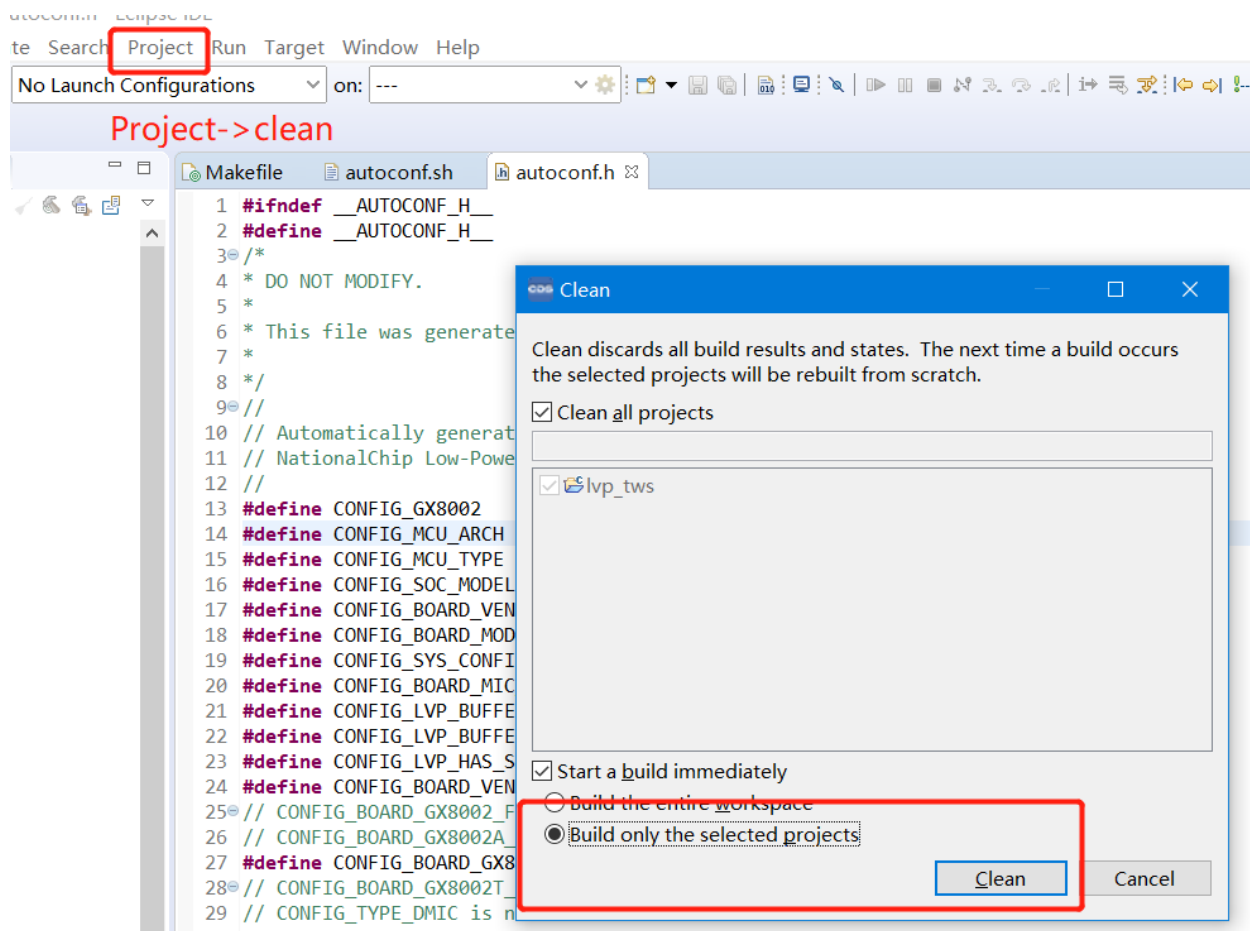 autoconf.h - Eclipse IDE
te Search Project Run Target Window Help
No Launch Configurations on: ---
Project->clean
Makefile autoconf.sh autoconf.h
1 #ifndef __AUTOCONF_H__
2 #define __AUTOCONF_H__
3 /*
4 * DO NOT MODIFY.
5 *
6 * This file was generate
7 *
8 */
9 //
10 // Automatically generat
11 // NationalChip Low-Powe
12 //
13 #define CONFIG_GX8002
14 #define CONFIG_MCU_ARCH
15 #define CONFIG_MCU_TYPE
16 #define CONFIG_SOC_MODEL
17 #define CONFIG_BOARD_VEN
18 #define CONFIG_BOARD_MOD
19 #define CONFIG_SYS_CONFI
20 #define CONFIG_BOARD_MIC
21 #define CONFIG_LVP_BUFFE
22 #define CONFIG_LVP_BUFFE
23 #define CONFIG_LVP_HAS_S
24 #define CONFIG_BOARD_VEN
25 // CONFIG_BOARD_GX8002_F
26 // CONFIG_BOARD_GX8002A_
27 #define CONFIG_BOARD_GX8
28 // CONFIG_BOARD_GX8002T_
29 // CONFIG_TYPE_DMIC is n
CDS Clean
Clean discards all build results and states. The next time a build occurs
the selected projects will be rebuilt from scratch.
Clean all projects
lvp_tws
Start a build immediately
Build the entire workspace
Build only the selected projects
Clean Cancel